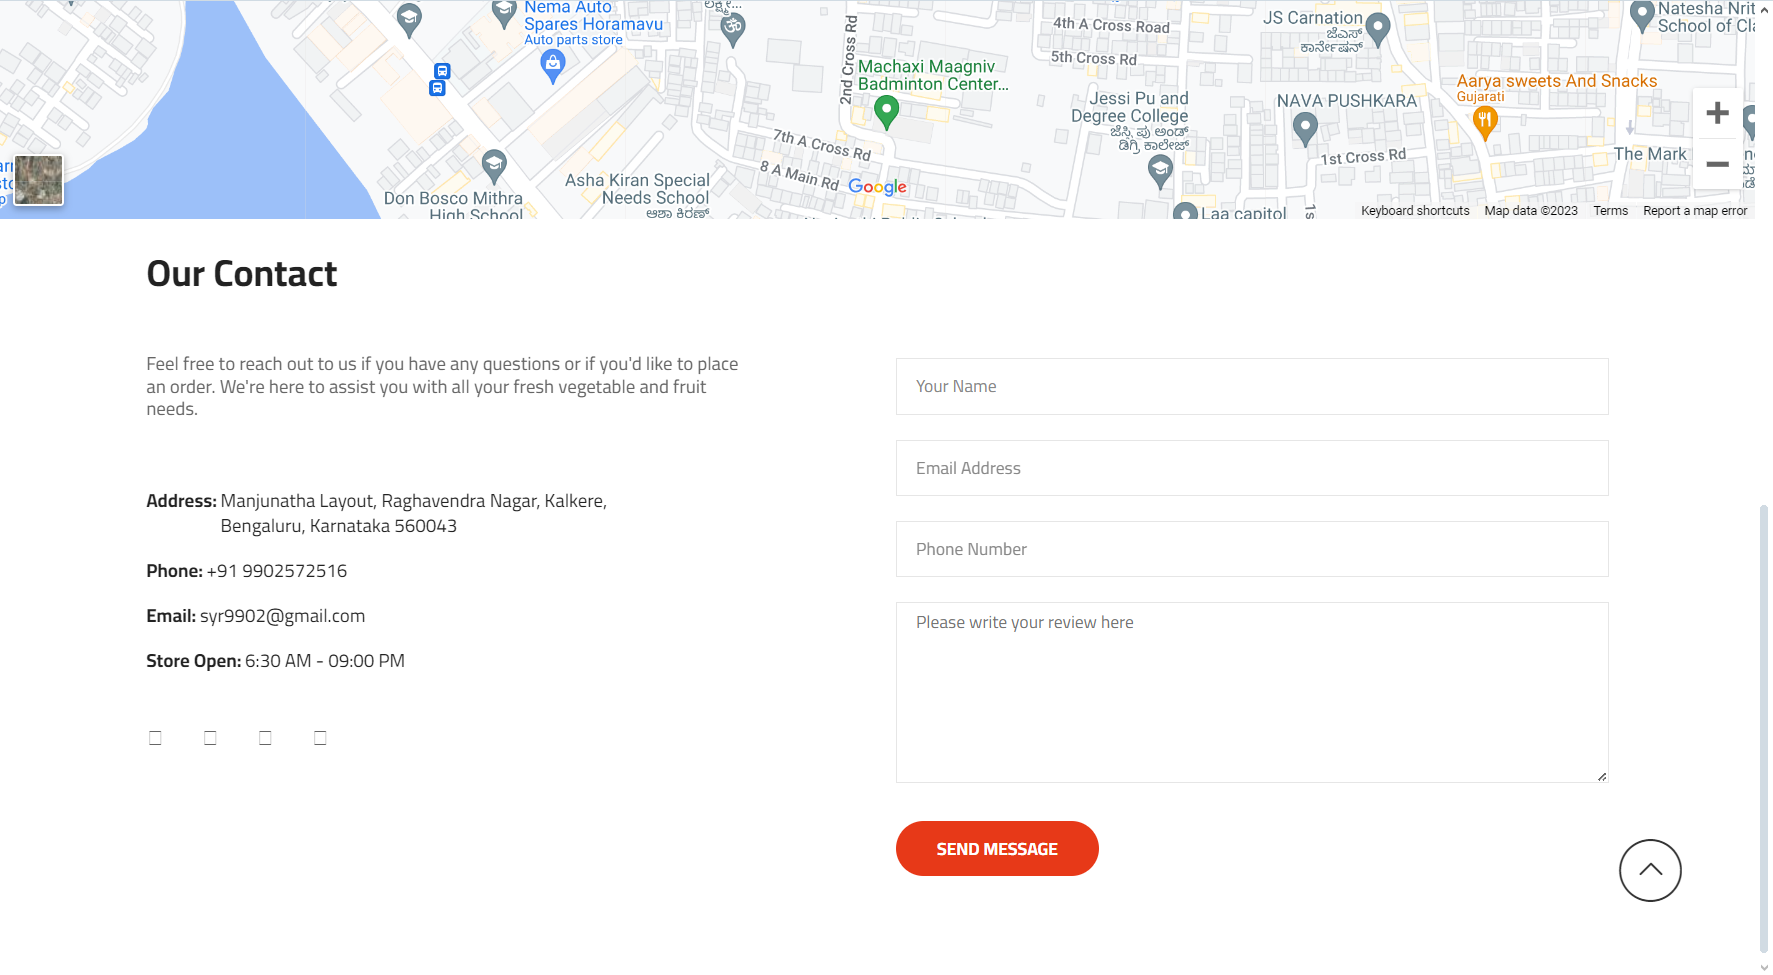 Nema Auto
Spares Horamavu
Auto parts store
4th A Cross Road
JS Carnation
ಜೆಎಸ್
ಕಾರ್ನೇಷನ್
Natesha Nrit
School of Cla
5th Cross Rd
2nd Cross Rd
Machaxi Maagniv
Badminton Center...
Aarya sweets And Snacks
Gujarati
Jessi Pu and
Degree College
ಜೆಸ್ಸಿ ಪು ಅಂಡ್
ಡಿಗ್ರಿ ಕಾಲೇಜ್
NAVA PUSHKARA
7th A Cross Rd
8 A Main Rd
1st Cross Rd
The Mark
Don Bosco Mithra
High School
Asha Kiran Special
Needs School
ಆಶಾ ಕಿರಣ್
Google
Laa capitol
Keyboard shortcuts Map data ©2023 Terms Report a map error
Our Contact
Feel free to reach out to us if you have any questions or if you'd like to place
an order. We're here to assist you with all your fresh vegetable and fruit
needs.
Address: Manjunatha Layout, Raghavendra Nagar, Kalkere,
Bengaluru, Karnataka 560043
Phone: +91 9902572516
Email: syr9902@gmail.com
Store Open: 6:30 AM - 09:00 PM
Your Name
Email Address
Phone Number
Please write your review here
SEND MESSAGE